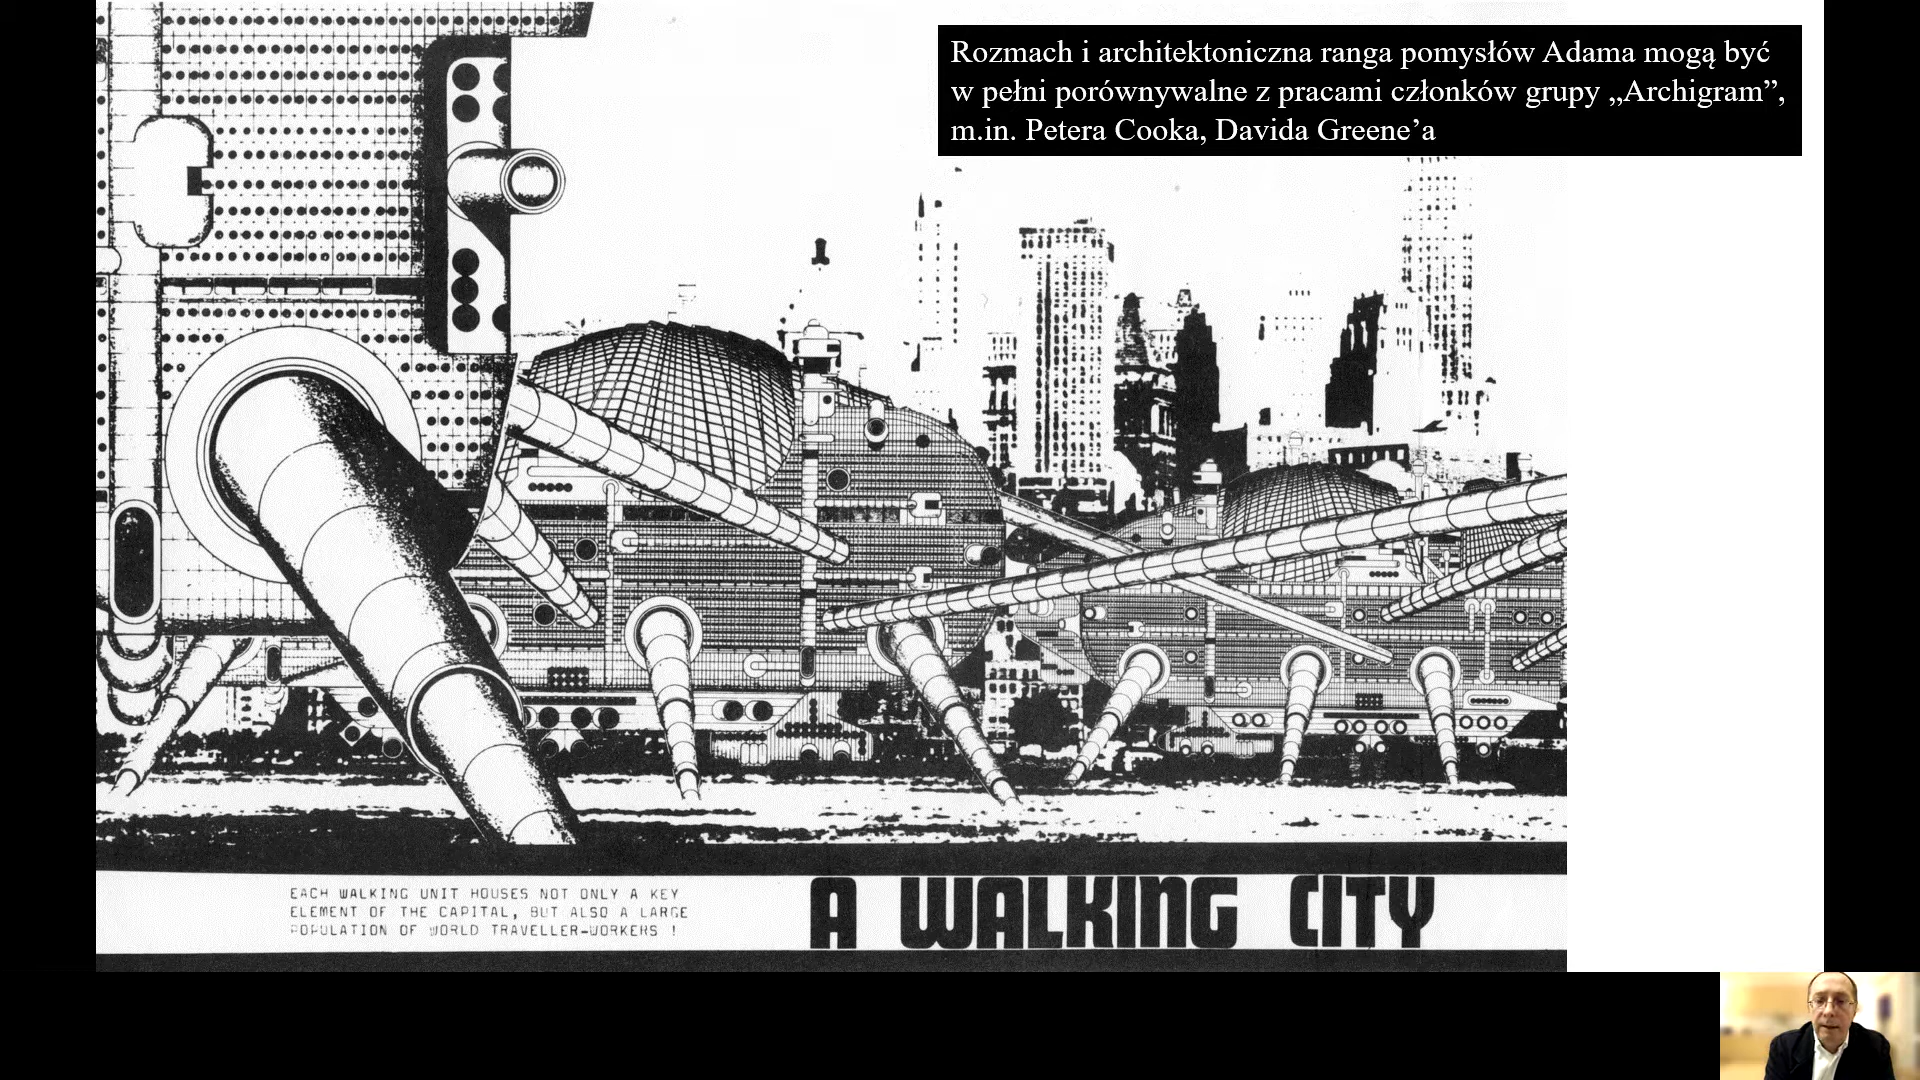 Rozmach i architektoniczna ranga pomysłów Adama mogą być
w pełni porównywalne z pracami członków grupy „Archigram”,
m.in. Petera Cooka, Davida Greene’a
EACH WALKING UNIT HOUSES NOT ONLY A KEY
ELEMENT OF THE CAPITAL, BUT ALSO A LARGE
POPULATION OF WORLD TRAVELLER-WORKERS !
A WALKING CITY